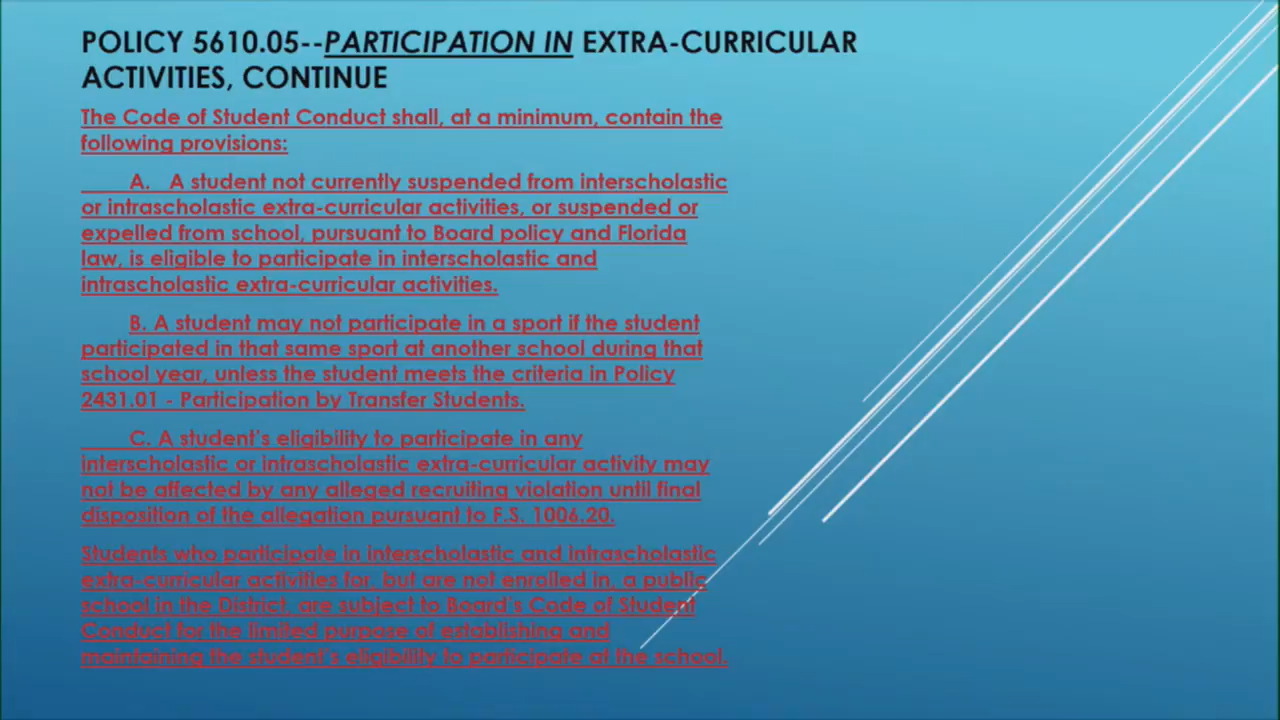 POLICY 5610.05--PARTICIPATION IN EXTRA-CURRICULAR
ACTIVITIES, CONTINUE
The Code of Student Conduct shall, at a minimum, contain the
following provisions:
A. A student not currently suspended from interscholastic
or intrascholastic extra-curricular activities, or suspended or
expelled from school, pursuant to Board policy and Florida
law, is eligible to participate in interscholastic and
intrascholastic extra-curricular activities.
B. A student may not participate in a sport if the student
participated in that same sport at another school during that
school year, unless the student meets the criteria in Policy
2431.01 - Participation by Transfer Students.
C. A student's eligibility to participate in any
interscholastic or intrascholastic extra-curricular activity may
not be affected by any alleged recruiting violation until final
disposition of the allegation pursuant to F.S. 1006.20.
Students who participate in interscholastic and intrascholastic
extra-curricular activities for, but are not enrolled in, a public
school in the District, are subject to Board's Code of Student
Conduct for the limited purpose of establishing and
maintaining the student's eligibility to participate at the school.